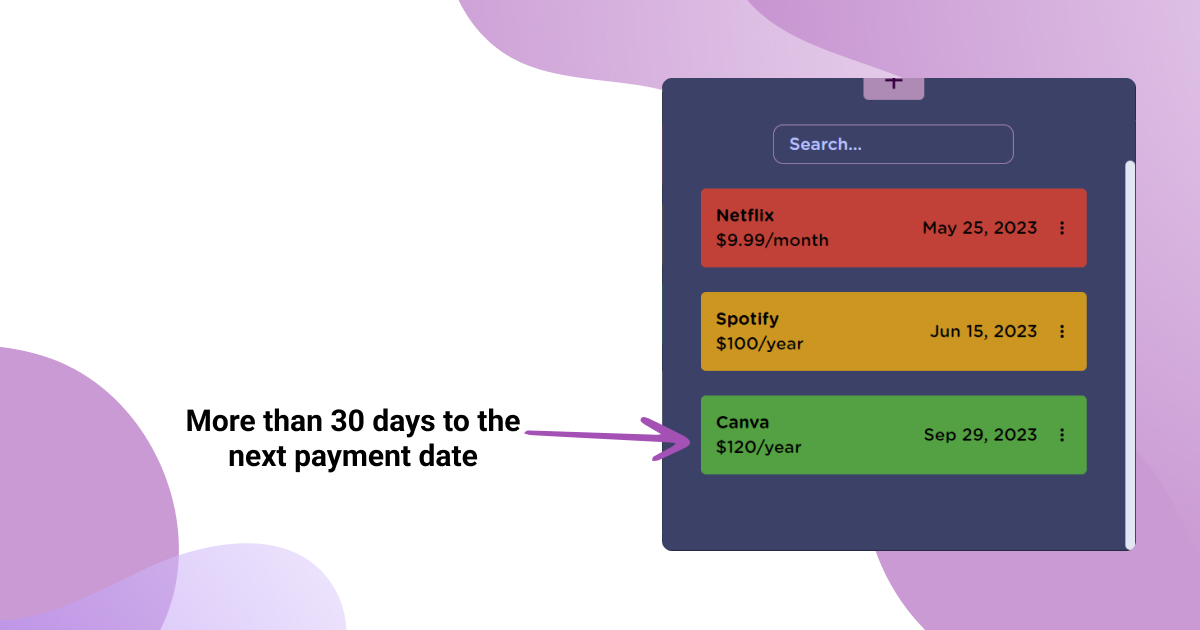 More than 30 days to the
next payment date
+
Search...
Netflix
$9.99/month
May 25, 2023
Spotify
$100/year
Jun 15, 2023
Canva
$120/year
Sep 29, 2023